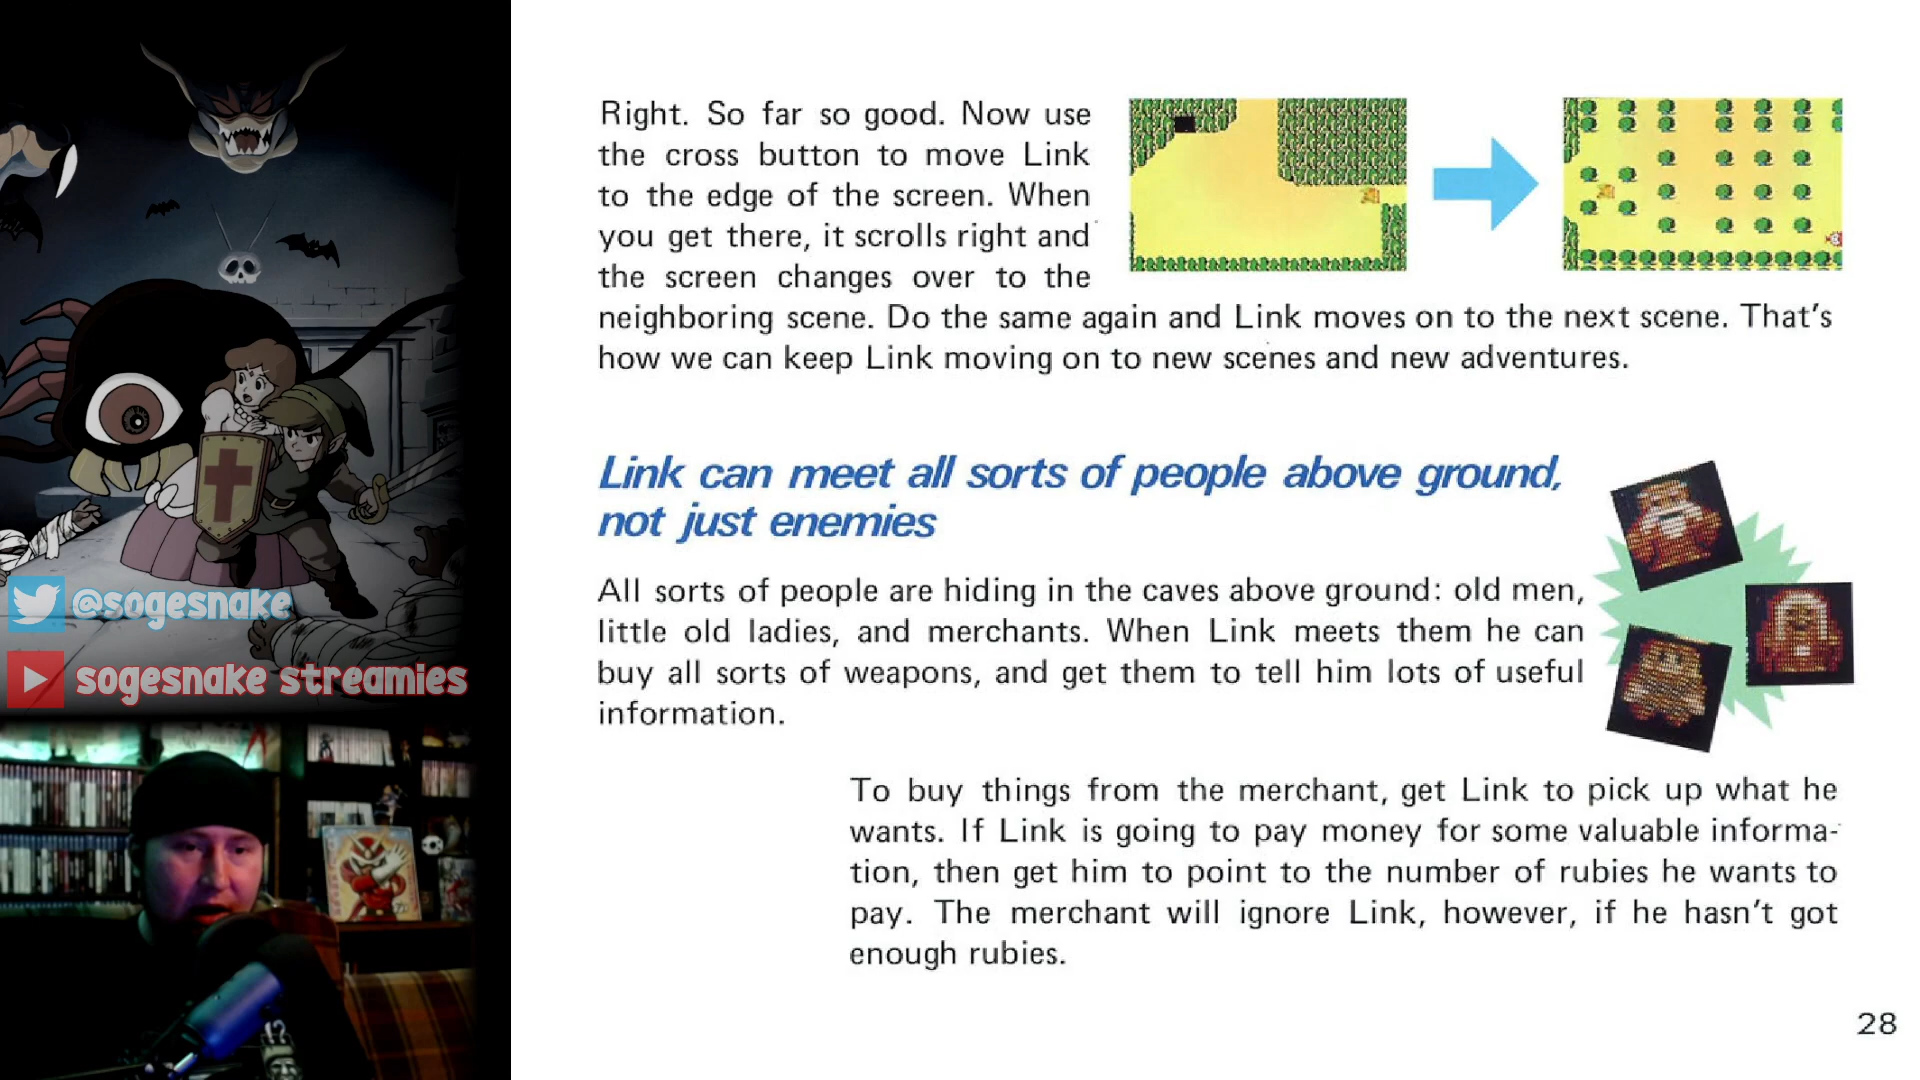 Right. So far so good. Now use
the cross button to move Link
to the edge of the screen. When
you get there, it scrolls right and
the screen changes over to the
neighboring scene. Do the same again and Link moves on to the next scene. That's
how we can keep Link moving on to new scenes and new adventures.
Link can meet all sorts of people above ground,
not just enemies
All sorts of people are hiding in the caves above ground: old men,
little old ladies, and merchants. When Link meets them he can
buy all sorts of weapons, and get them to tell him lots of useful
information.
To buy things from the merchant, get Link to pick up what he
wants. If Link is going to pay money for some valuable informa-
tion, then get him to point to the number of rubies he wants to
pay. The merchant will ignore Link, however, if he hasn't got
enough rubies.
28
@sogesnake
sogesnake streamies